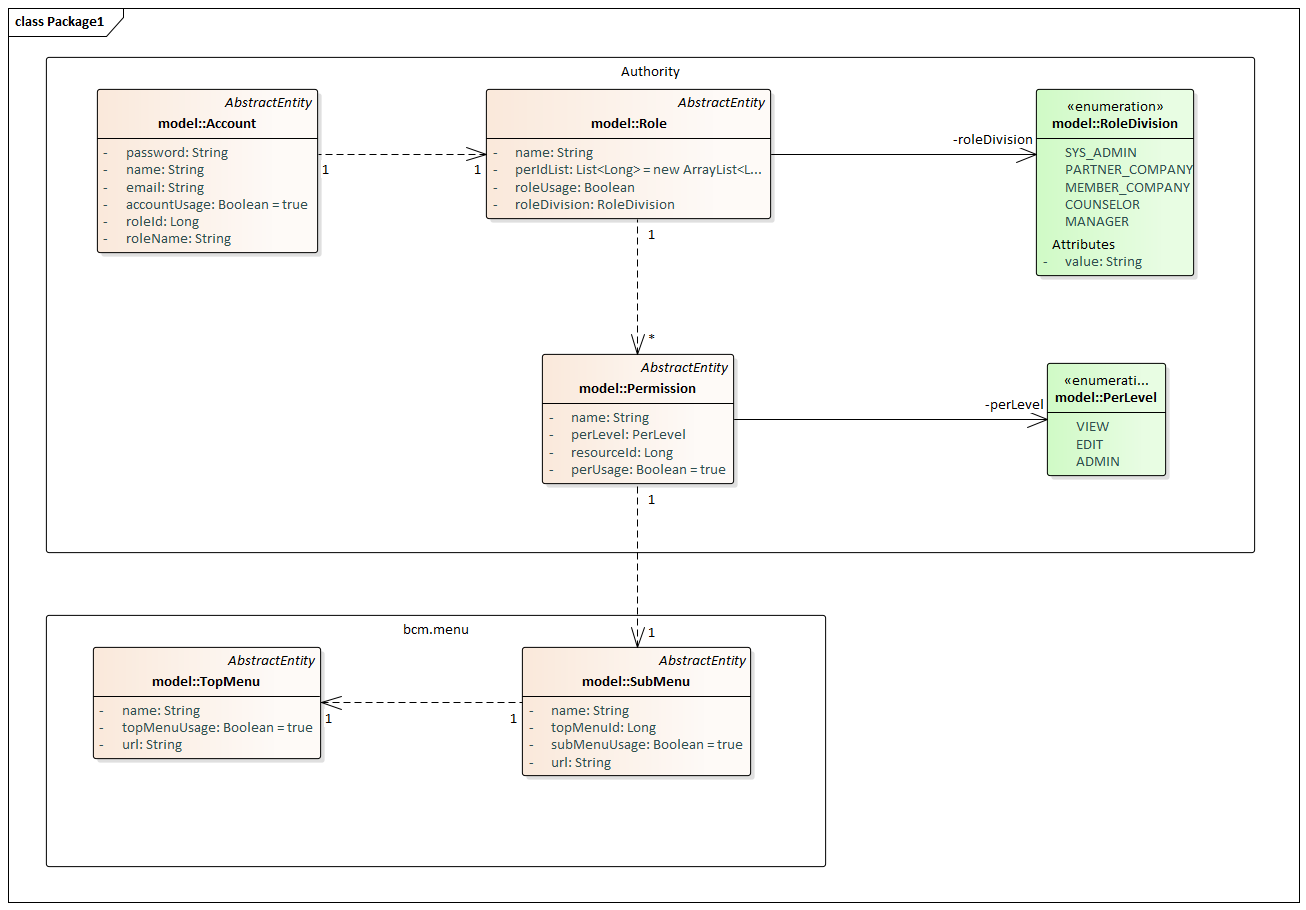 class Package1
Authority
AbstractEntity
model::Account
- password: String
- name: String
- email: String
- accountUsage: Boolean = true
- roleId: Long
- roleName: String
1
1
AbstractEntity
model::Role
- name: String
- perIdList: List<Long> = new ArrayList<L...
- roleUsage: Boolean
- roleDivision: RoleDivision
-roleDivision
«enumeration»
model::RoleDivision
SYS_ADMIN
PARTNER_COMPANY
MEMBER_COMPANY
COUNSELOR
MANAGER
Attributes
- value: String
1
*
AbstractEntity
model::Permission
- name: String
- perLevel: PerLevel
- resourceId: Long
- perUsage: Boolean = true
-perLevel
«enumerati...
model::PerLevel
VIEW
EDIT
ADMIN
1
1
bcm.menu
AbstractEntity
model::TopMenu
- name: String
- topMenuUsage: Boolean = true
- url: String
1
1
AbstractEntity
model::SubMenu
- name: String
- topMenuId: Long
- subMenuUsage: Boolean = true
- url: String